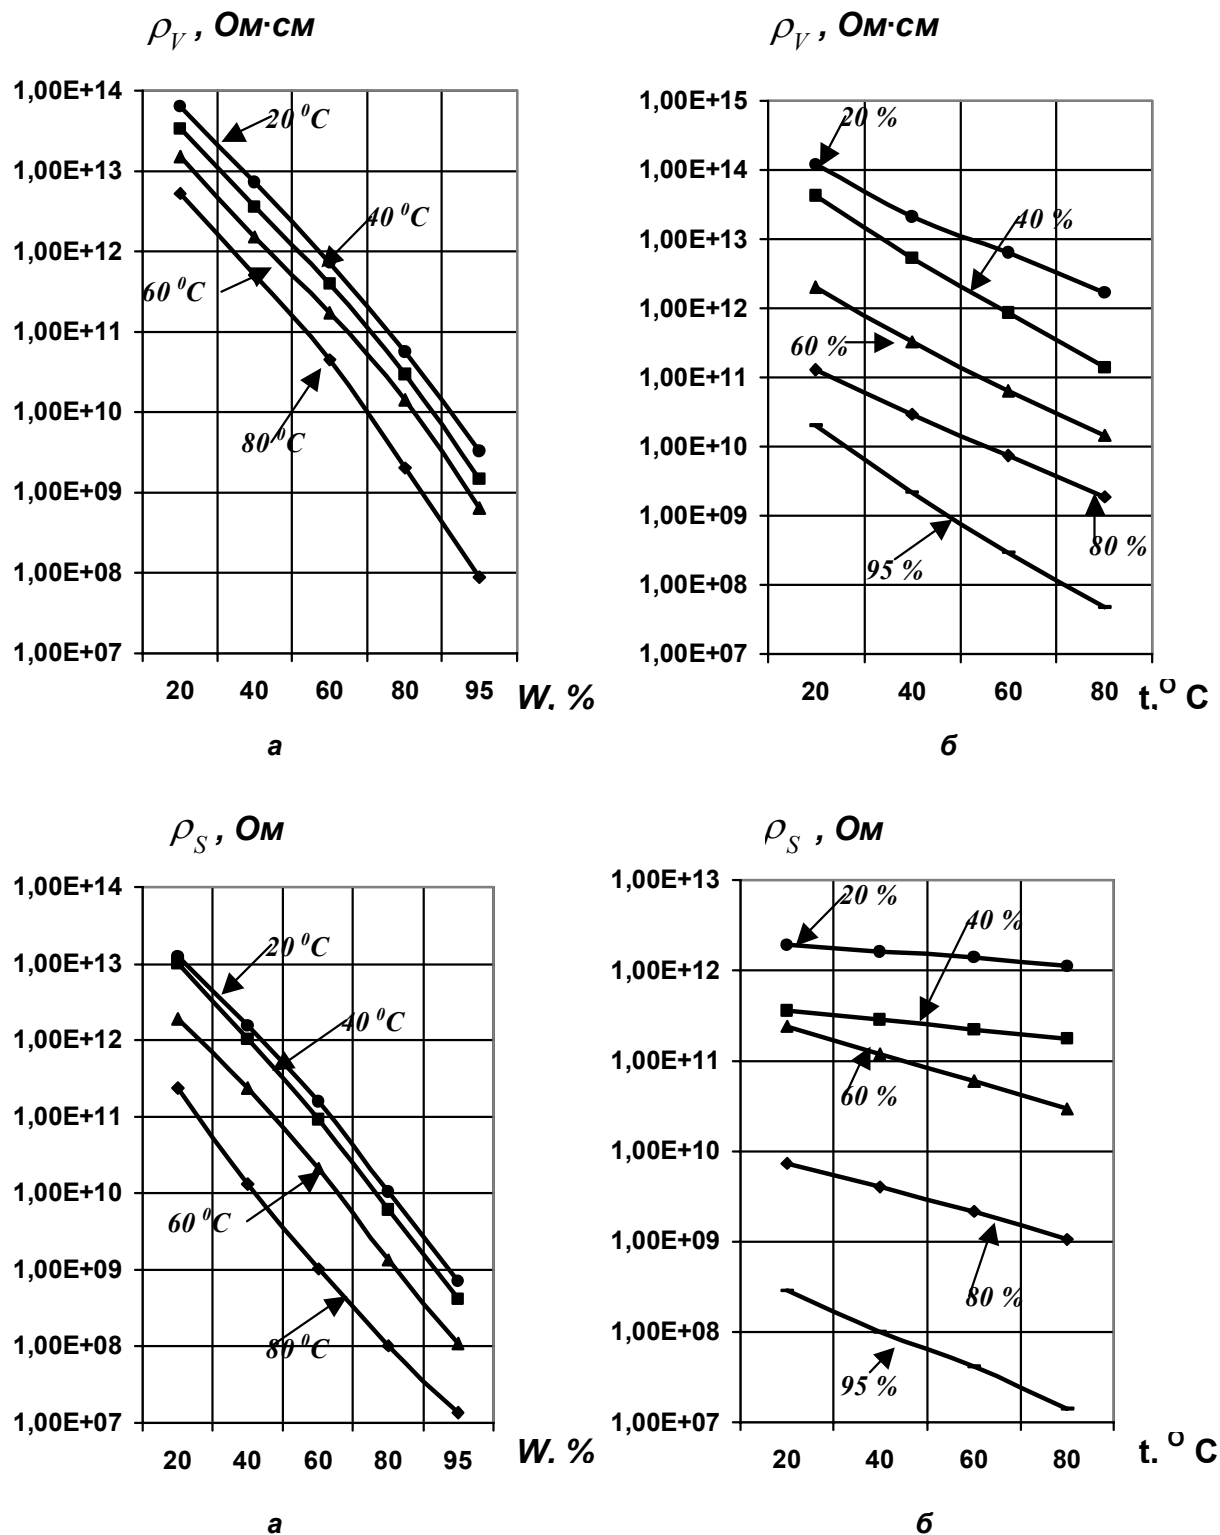 ρV , Ом·см
1,00E+14
1,00E+13
1,00E+12
1,00E+11
1,00E+10
1,00E+09
1,00E+08
1,00E+07
20 ⁰C
40 ⁰C
60 ⁰C
80 ⁰C
20 40 60 80 95 W. %
а
ρV , Ом·см
1,00E+15
1,00E+14
1,00E+13
1,00E+12
1,00E+11
1,00E+10
1,00E+09
1,00E+08
1,00E+07
20 %
40 %
60 %
80 %
95 %
20 40 60 80 t.О С
б
ρS , Ом
1,00E+14
1,00E+13
1,00E+12
1,00E+11
1,00E+10
1,00E+09
1,00E+08
1,00E+07
20 ⁰C
40 ⁰C
60 ⁰C
80 ⁰C
20 40 60 80 95 W. %
а
ρS , Ом
1,00E+13
1,00E+12
1,00E+11
1,00E+10
1,00E+09
1,00E+08
1,00E+07
20 %
40 %
60 %
80 %
95 %
20 40 60 80 t. О С
б